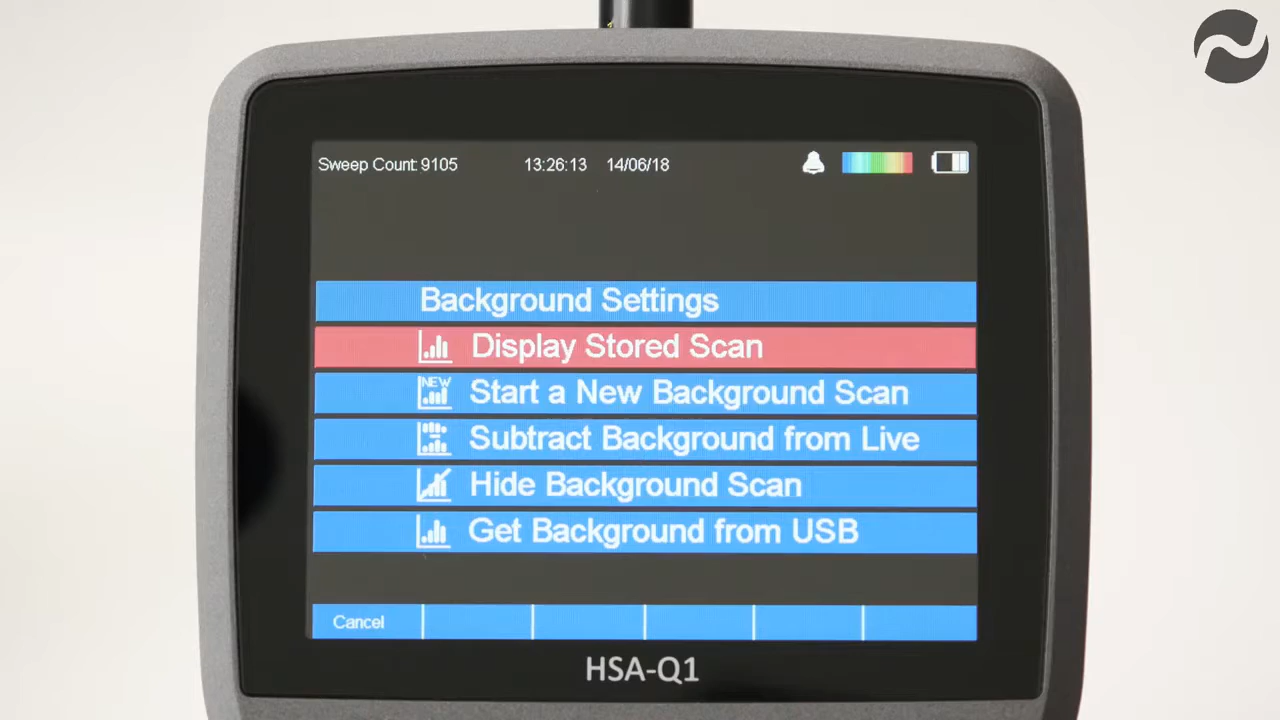 Sweep Count: 9105 13:26:13 14/06/18
Background Settings
Display Stored Scan
NEW Start a New Background Scan
Subtract Background from Live
Hide Background Scan
Get Background from USB
Cancel
HSA-Q1